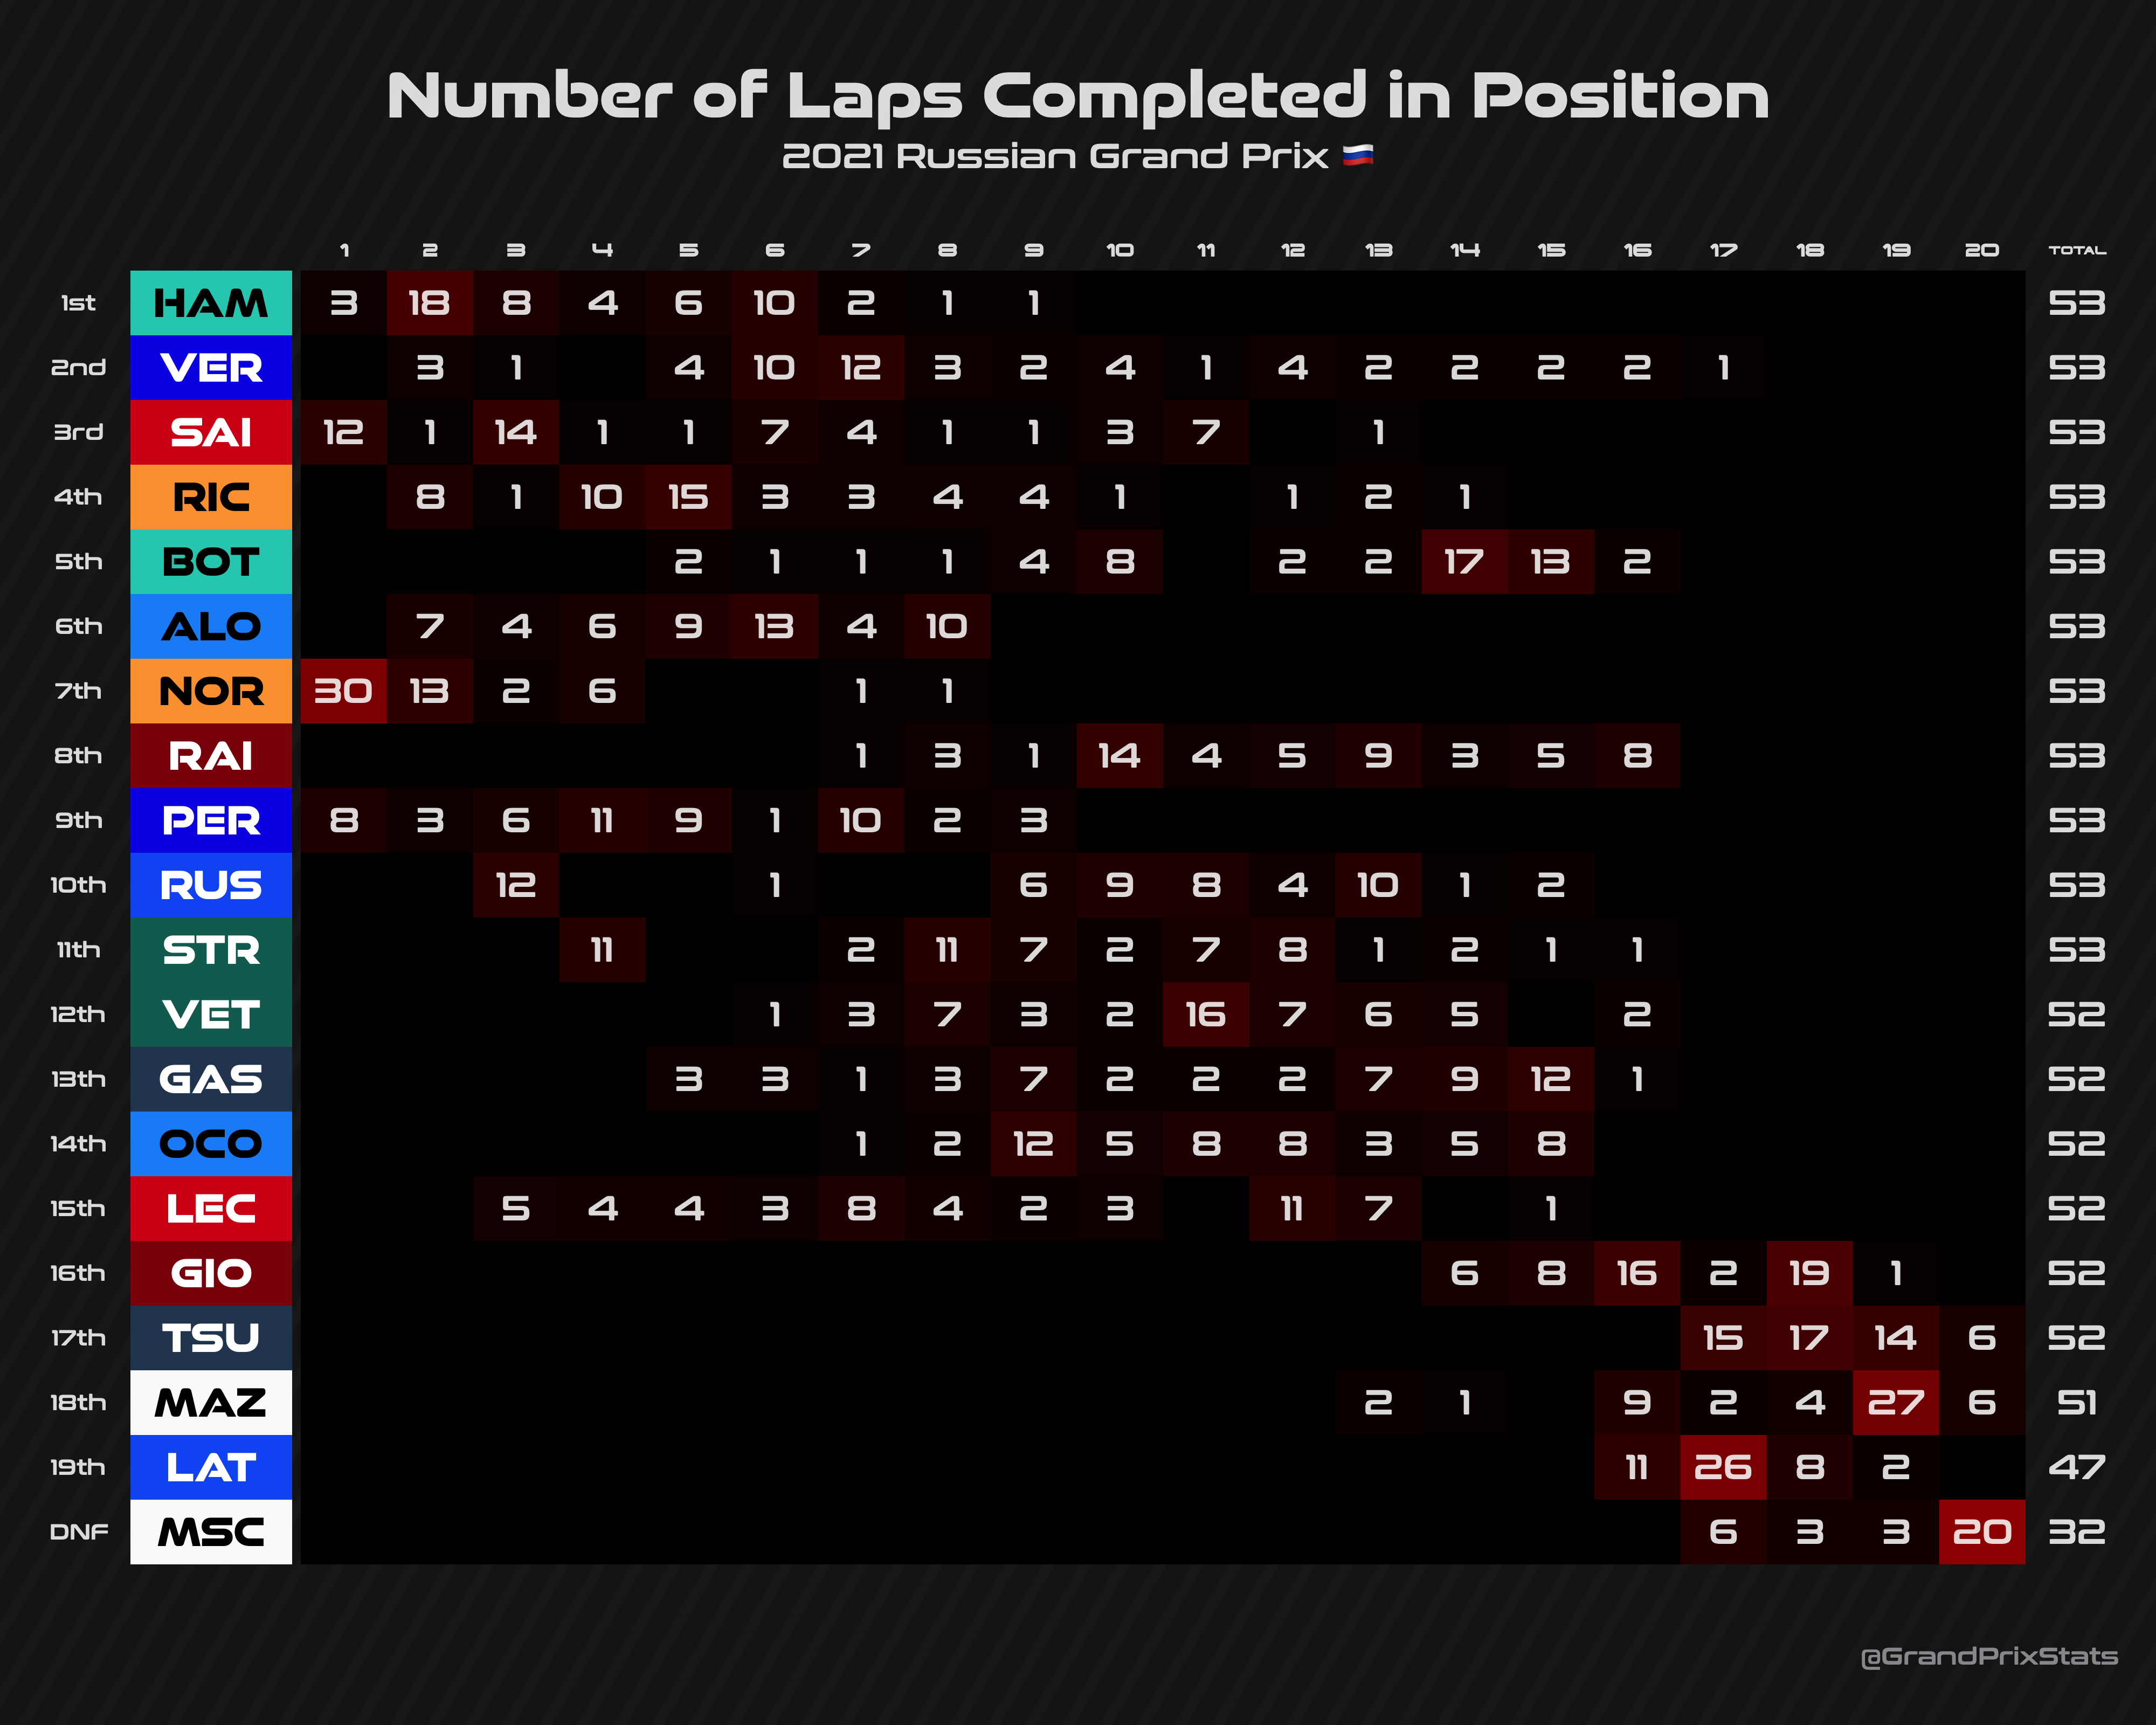 Number of Laps Completed in Position
2021 Russian Grand Prix
1 2 3 4 5 6 7 8 9 10 11 12 13 14 15 16 17 18 19 20 TOTAL
1st HAM 3 18 8 4 6 10 2 1 1 53
2nd VER 3 1 4 10 12 3 2 4 1 4 2 2 2 2 1 53
3rd SAI 12 1 14 1 1 7 4 1 1 3 7 1 53
4th RIC 8 1 10 15 3 3 4 4 1 1 2 1 53
5th BOT 2 1 1 1 4 8 2 2 17 13 2 53
6th ALO 7 4 6 9 13 4 10 53
7th NOR 30 13 2 6 1 1 53
8th RAI 1 3 1 14 4 5 9 3 5 8 53
9th PER 8 3 6 11 9 1 10 2 3 53
10th RUS 12 1 6 9 8 4 10 1 2 53
11th STR 11 2 11 7 2 7 8 1 2 1 1 53
12th VET 1 3 7 3 2 16 7 6 5 2 52
13th GAS 3 3 1 3 7 2 2 2 7 9 12 1 52
14th OCO 1 2 12 5 8 8 3 5 8 52
15th LEC 5 4 4 3 8 4 2 3 11 7 1 52
16th GIO 6 8 16 2 19 1 52
17th TSU 15 17 14 6 52
18th MAZ 2 1 9 2 4 27 6 51
19th LAT 11 26 8 2 47
DNF MSC 6 3 3 20 32
@GrandPrixStats